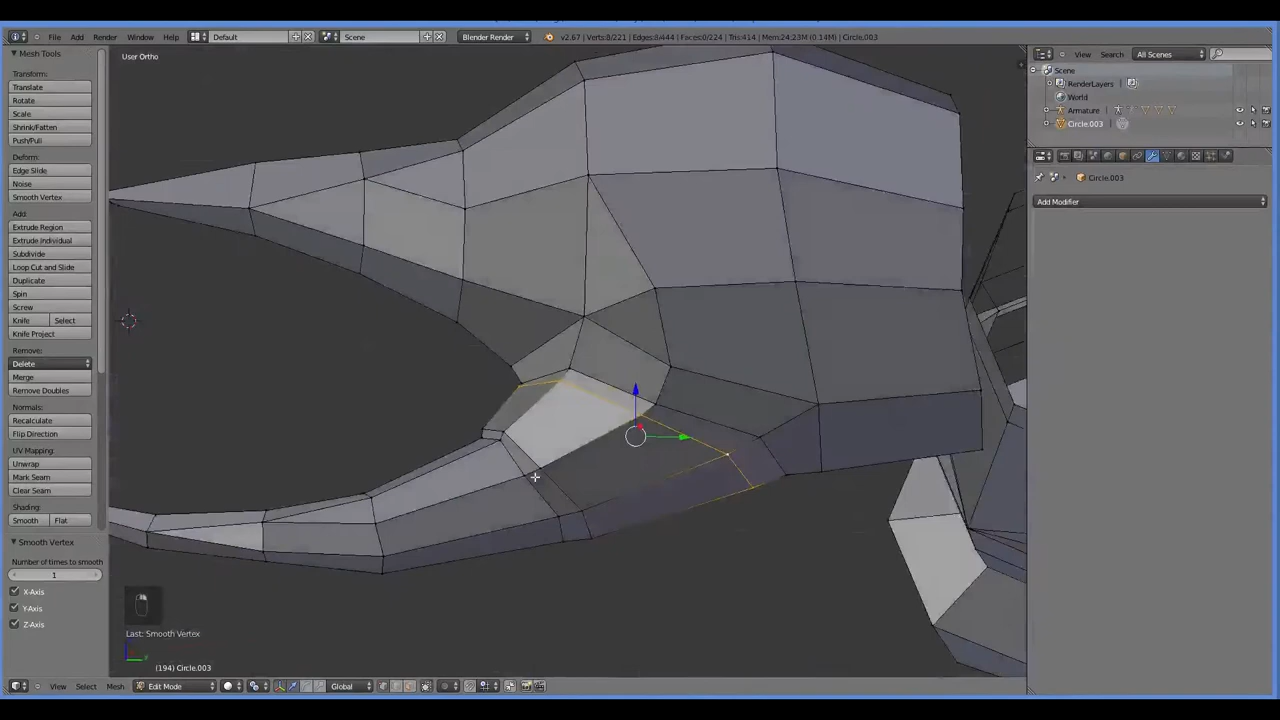 File Add Render Window Help Default Scene Blender Render v2.67 | Verts:8/221 | Edges:8/444 | Faces:0/224 | Tris:414 | Mem:24.23M (0.14M) | Circle.003
Mesh Tools
User Ortho
Transform:
Translate
Rotate
Scale
Shrink/Fatten
Push/Pull
Deform:
Edge Slide
Noise
Smooth Vertex
Add:
Extrude Region
Extrude Individual
Subdivide
Loop Cut and Slide
Duplicate
Spin
Screw
Knife Select
Knife Project
Remove:
Delete
Merge
Remove Doubles
Normals:
Recalculate
Flip Direction
UV Mapping:
Unwrap
Mark Seam
Clear Seam
Shading:
Smooth Flat
Smooth Vertex
Number of times to smooth
1
X-Axis
Y-Axis
Z-Axis
Last: Smooth Vertex
(194) Circle.003
View Select Mesh Edit Mode Global
View Search All Scenes
Scene
RenderLayers
World
Armature
Circle.003
Circle.003
Add Modifier